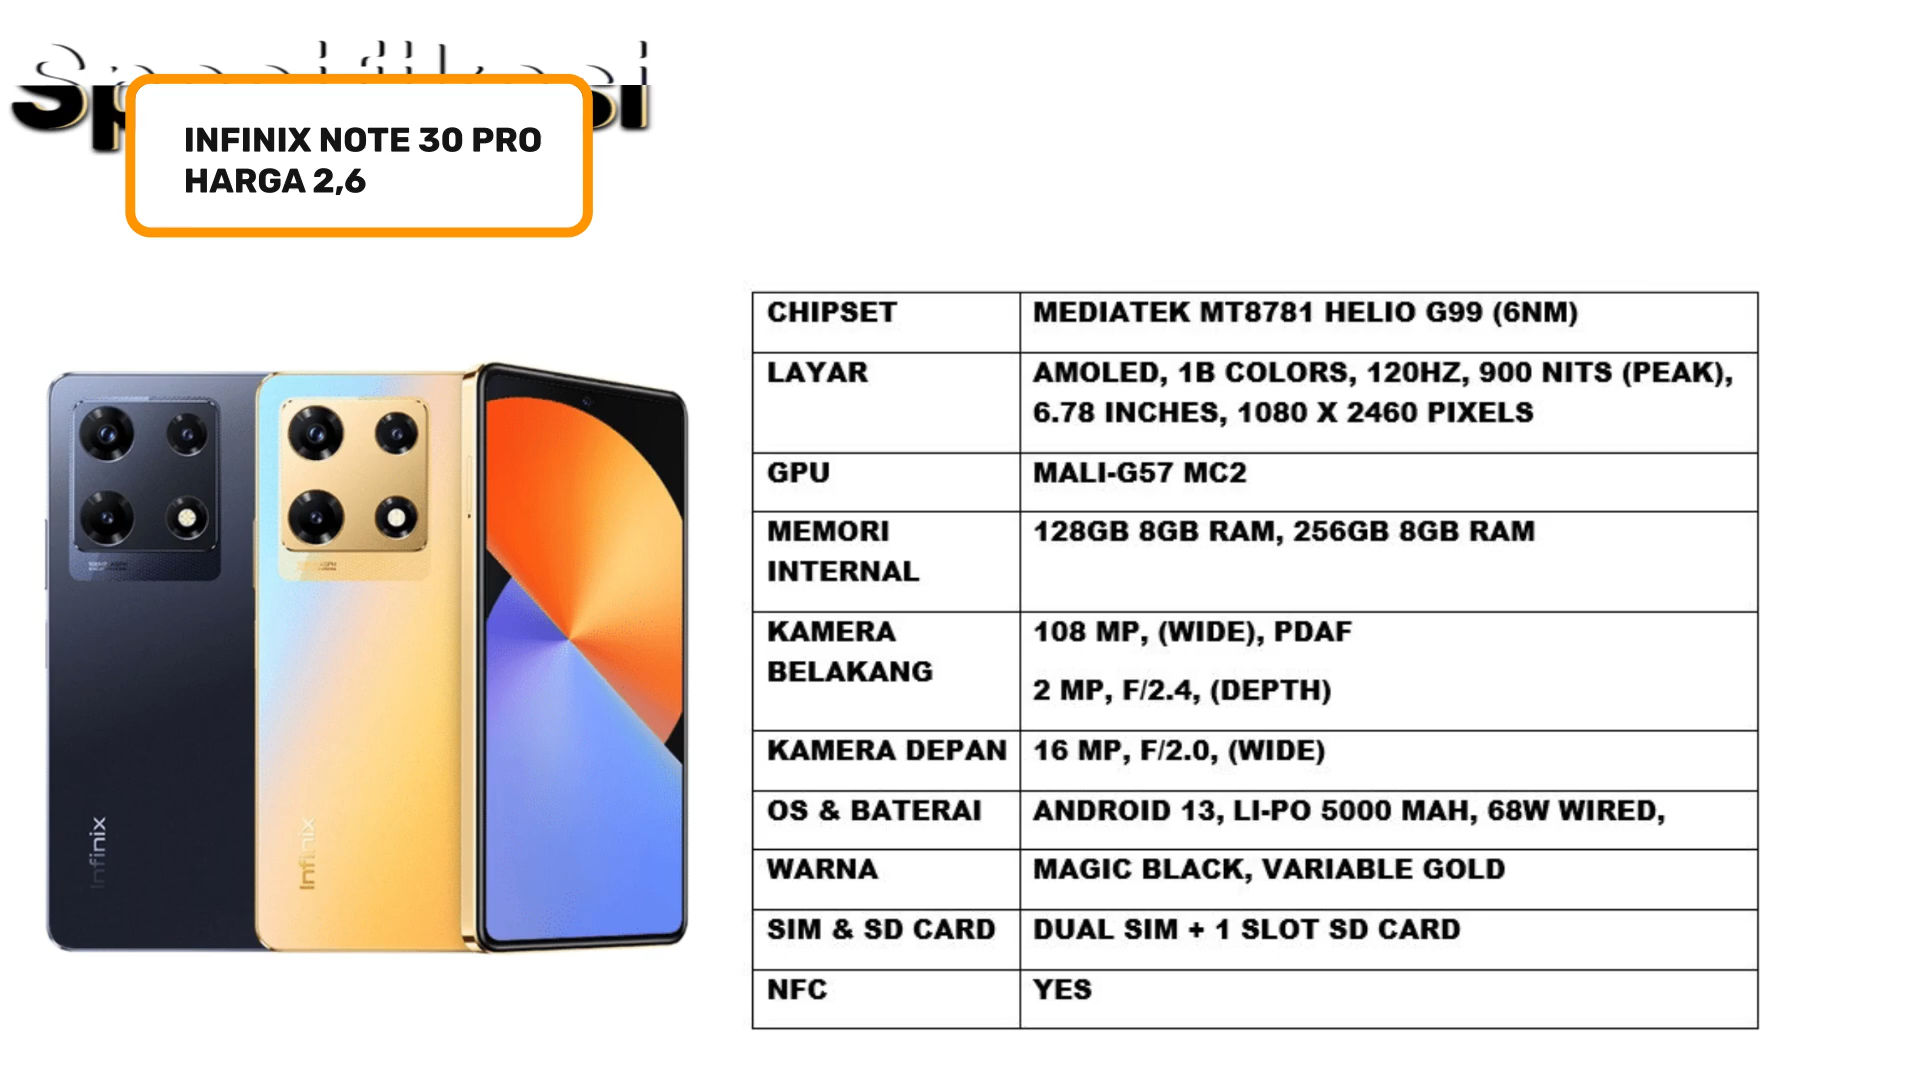 Spesifikasi
INFINIX NOTE 30 PRO
HARGA 2,6
CHIPSET
MEDIATEK MT8781 HELIO G99 (6NM)
LAYAR
AMOLED, 1B COLORS, 120HZ, 900 NITS (PEAK),
6.78 INCHES, 1080 X 2460 PIXELS
GPU
MALI-G57 MC2
MEMORI
INTERNAL
128GB 8GB RAM, 256GB 8GB RAM
KAMERA
BELAKANG
108 MP, (WIDE), PDAF
2 MP, F/2.4, (DEPTH)
KAMERA DEPAN
16 MP, F/2.0, (WIDE)
OS & BATERAI
ANDROID 13, LI-PO 5000 MAH, 68W WIRED,
WARNA
MAGIC BLACK, VARIABLE GOLD
SIM & SD CARD
DUAL SIM + 1 SLOT SD CARD
NFC
YES
Infinix
Infinix